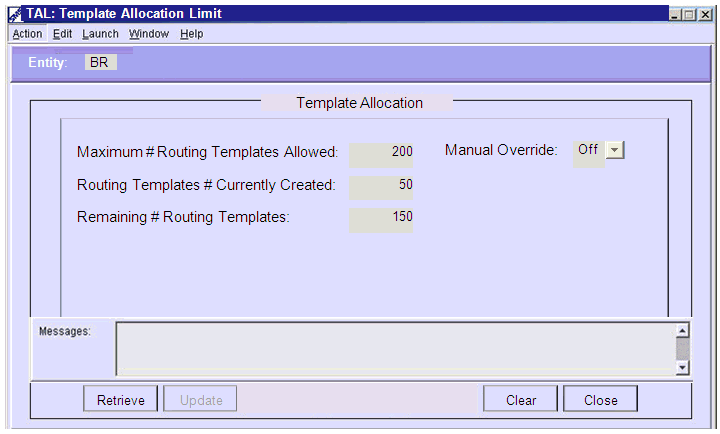 TAL: Template Allocation Limit
Action Edit Launch Window Help
Entity: BR
Template Allocation
Maximum # Routing Templates Allowed: 200 Manual Override: Off
Routing Templates # Currently Created: 50
Remaining # Routing Templates: 150
Messages:
Retrieve Update Clear Close